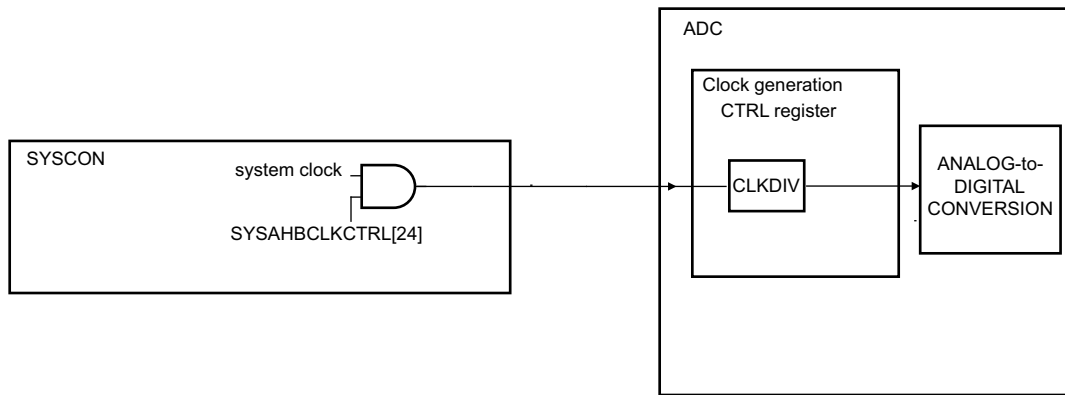 ADC
Clock generation
CTRL register
SYSCON
system clock
SYSAHBCLKCTRL[24]
CLKDIV
ANALOG-to-
DIGITAL
CONVERSION